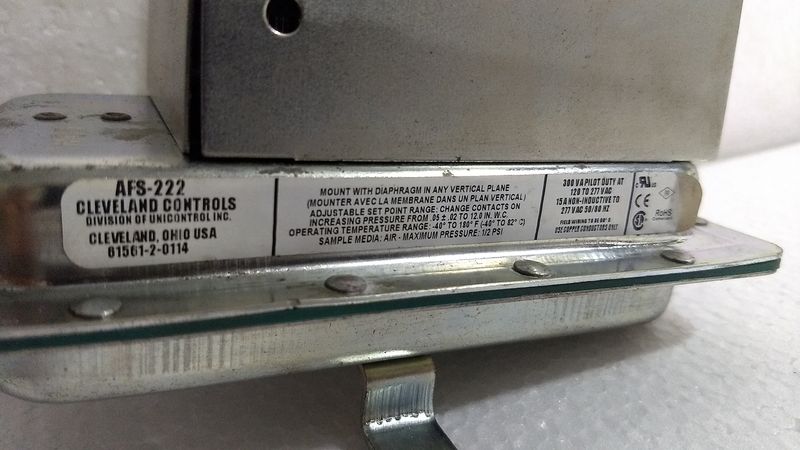 AFS-222
CLEVELAND CONTROLS
DIVISION OF UNICONTROL INC.
CLEVELAND, OHIO USA
01561-2-0114
MOUNT WITH DIAPHRAGM IN ANY VERTICAL PLANE
(MOUNTER AVEC LA MEMBRANE DANS UN PLAN VERTICAL)
ADJUSTABLE SET POINT RANGE: CHANGE CONTACTS ON
INCREASING PRESSURE FROM .05 ± .02 TO 12.0 IN. W.C.
OPERATING TEMPERATURE RANGE: -40° TO 180° F (-40° TO 82° C)
SAMPLE MEDIA: AIR - MAXIMUM PRESSURE: 1/2 PSI
300 VA PILOT DUTY AT
120 TO 277 VAC
15 A NON-INDUCTIVE TO
277 VAC 50/60 HZ
USE COPPER CONDUCTORS ONLY
CE
RoHS